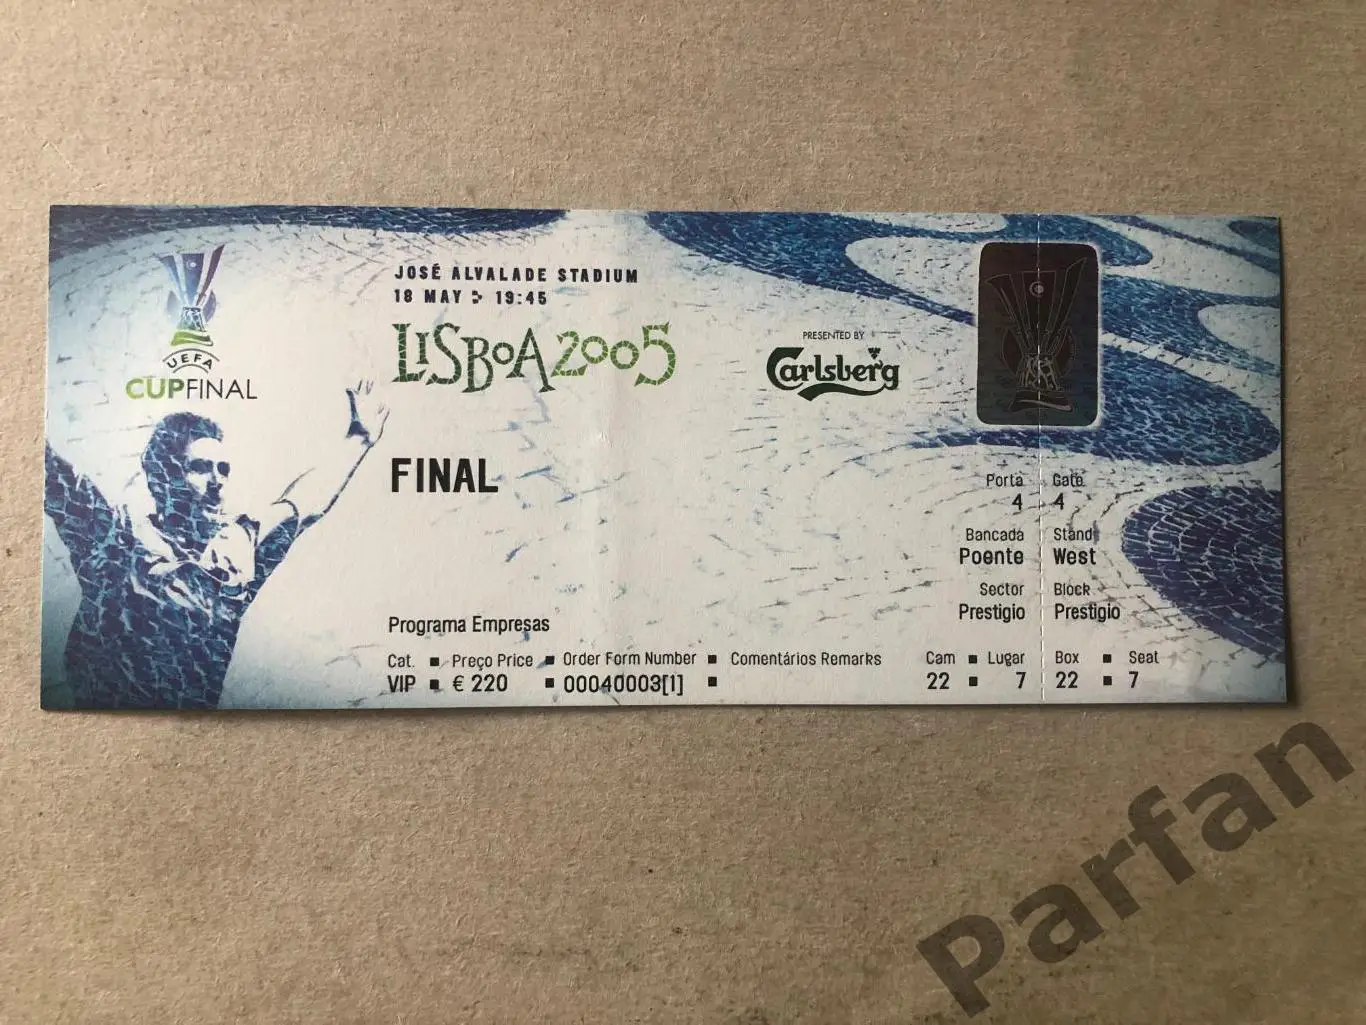 JOSÉ ALVALADE STADIUM
18 MAY 19:45
LISBOA 2005
UEFA
CUPFINAL
PRESENTED BY
Carlsberg
FINAL
Porta Gate
4 4
Bancada Stand
Poente West
Sector Block
Prestigio Prestigio
Programa Empresas
Cat. ▪ Preço Price ▪ Order Form Number ▪ Comentários Remarks Cam ▪ Lugar Box ▪ Seat
VIP ▪ € 220 ▪ 00040003[1] ▪ 22 ▪ 7 22 ▪ 7
Parfan